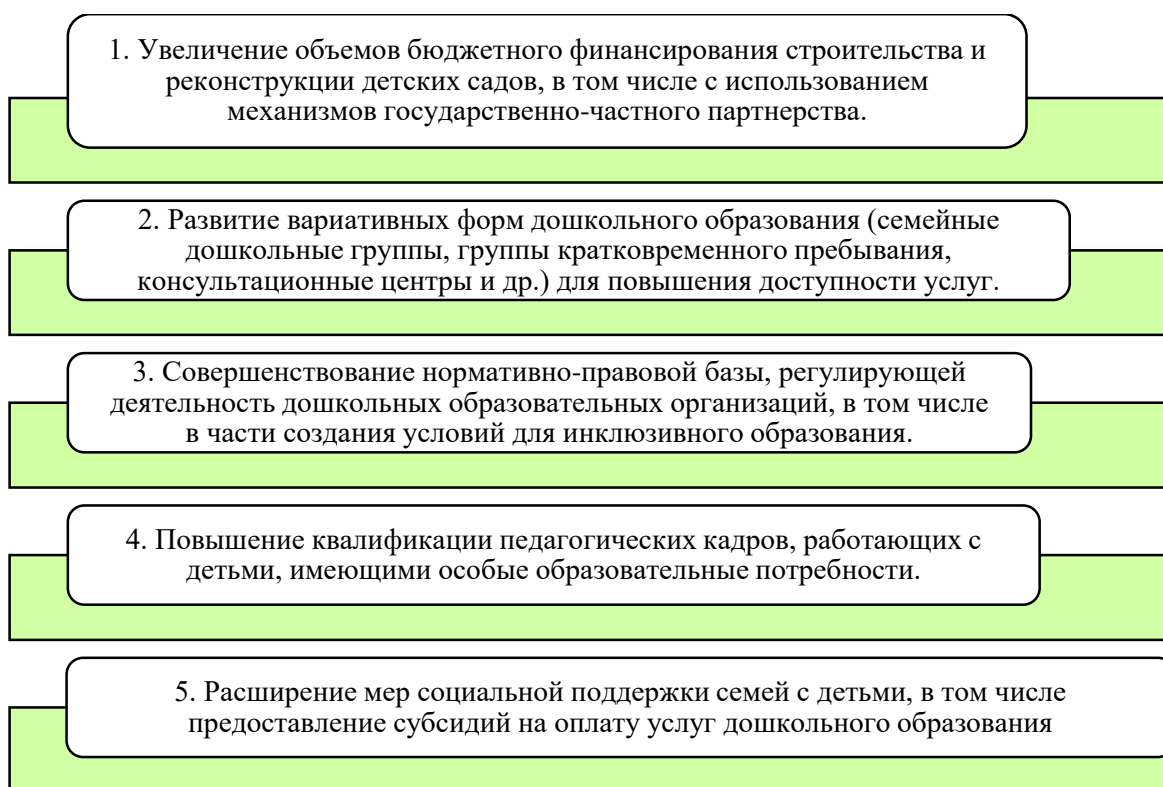 1. Увеличение объемов бюджетного финансирования строительства и
реконструкции детских садов, в том числе с использованием
механизмов государственно-частного партнерства.
2. Развитие вариативных форм дошкольного образования (семейные
дошкольные группы, группы кратковременного пребывания,
консультационные центры и др.) для повышения доступности услуг.
3. Совершенствование нормативно-правовой базы, регулирующей
деятельность дошкольных образовательных организаций, в том числе
в части создания условий для инклюзивного образования.
4. Повышение квалификации педагогических кадров, работающих с
детьми, имеющими особые образовательные потребности.
5. Расширение мер социальной поддержки семей с детьми, в том числе
предоставление субсидий на оплату услуг дошкольного образования